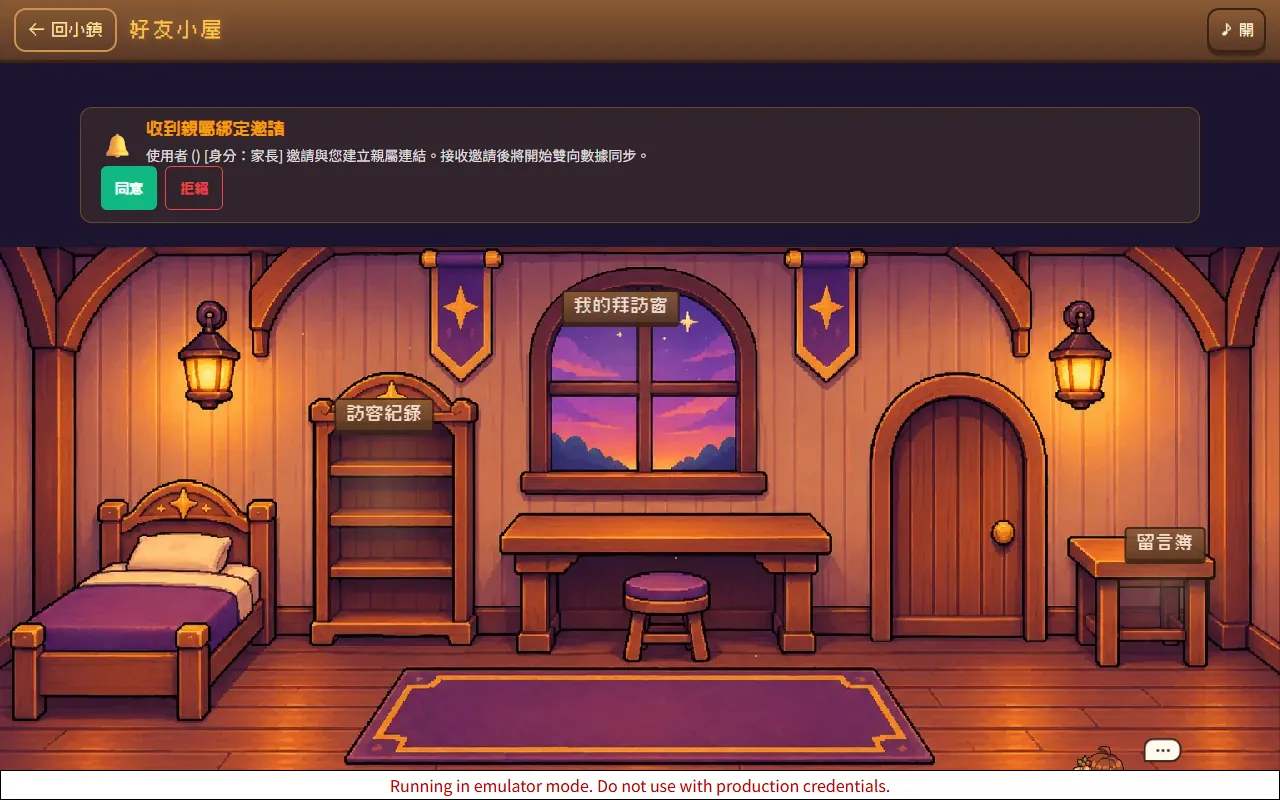 ← 回小鎮
好友小屋
♪ 開
收到親屬綁定邀請
使用者 () [身分：家長] 邀請與您建立親屬連結。接收邀請後將開始雙向數據同步。
同意
拒絕
我的拜訪窗
訪客紀錄
留言簿
...
Running in emulator mode. Do not use with production credentials.